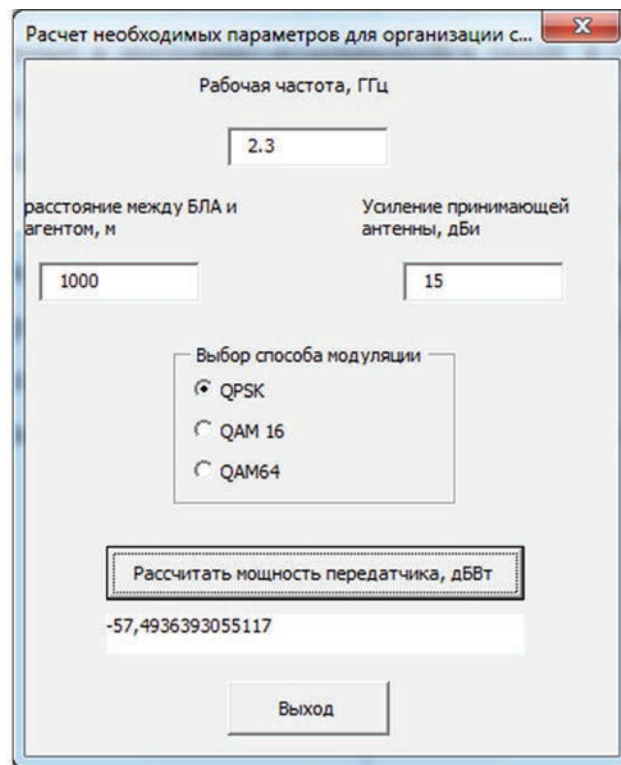 Расчет необходимых параметров для организации с...
Рабочая частота, ГГц
2.3
расстояние между БЛА и
агентом, м
1000
Усиление принимающей
антенны, дБи
15
Выбор способа модуляции
QPSK
QAM 16
QAM64
Рассчитать мощность передатчика, дБВт
-57,4936393055117
Выход